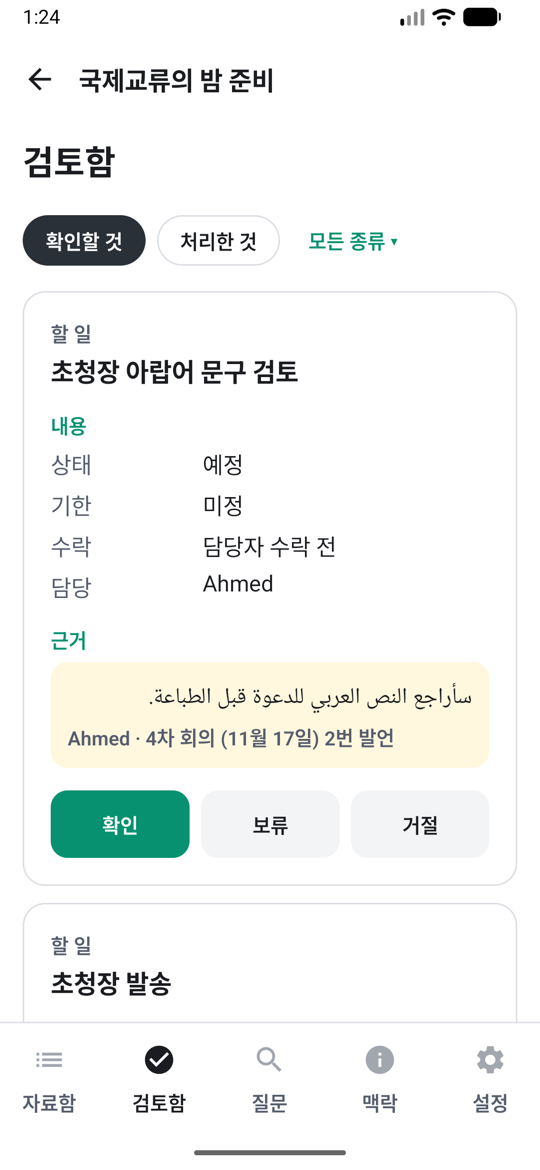 1:24
국제교류의 밤 준비
검토함
확인할 것
처리한 것
모든 종류 ▾
할 일
초청장 아랍어 문구 검토
내용
상태 예정
기한 미정
수락 담당자 수락 전
담당 Ahmed
근거
سأراجع النص العربي للدعوة قبل الطباعة.
Ahmed · 4차 회의 (11월 17일) 2번 발언
확인
보류
거절
할 일
초청장 발송
자료함
검토함
질문
맥락
설정